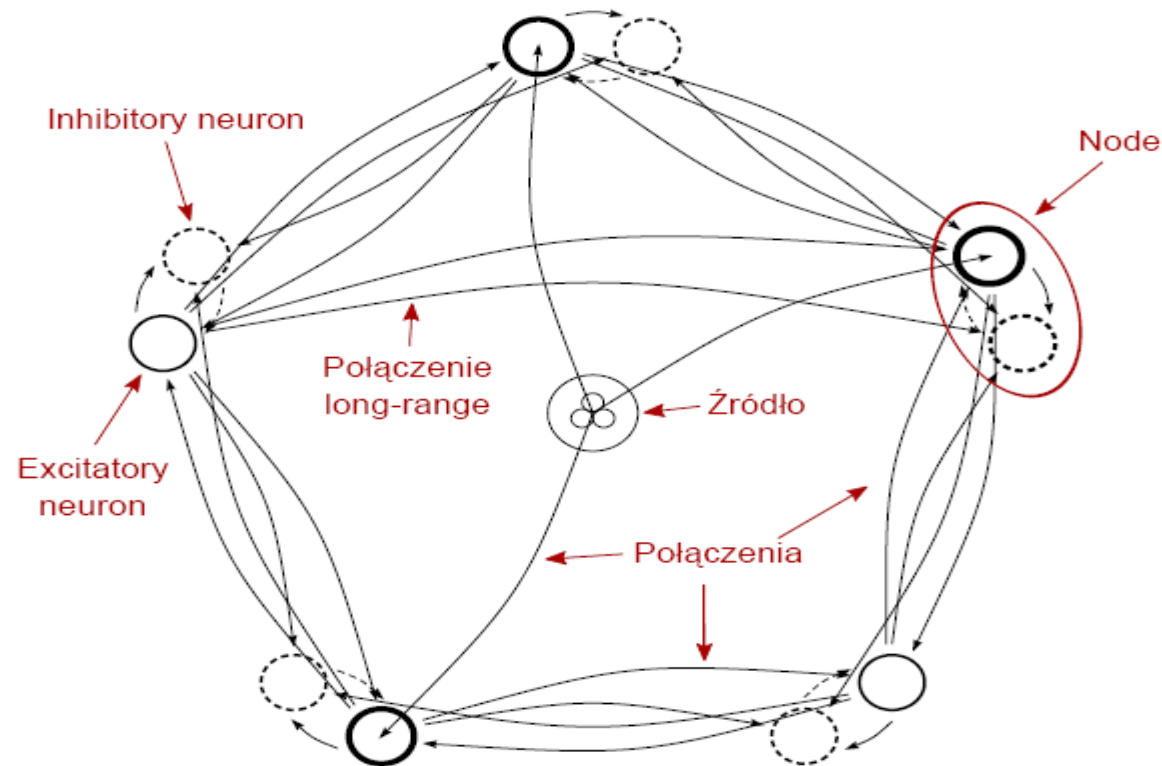 Inhibitory neuron
Node
Połączenie
long-range
Źródło
Excitatory
neuron
Połączenia